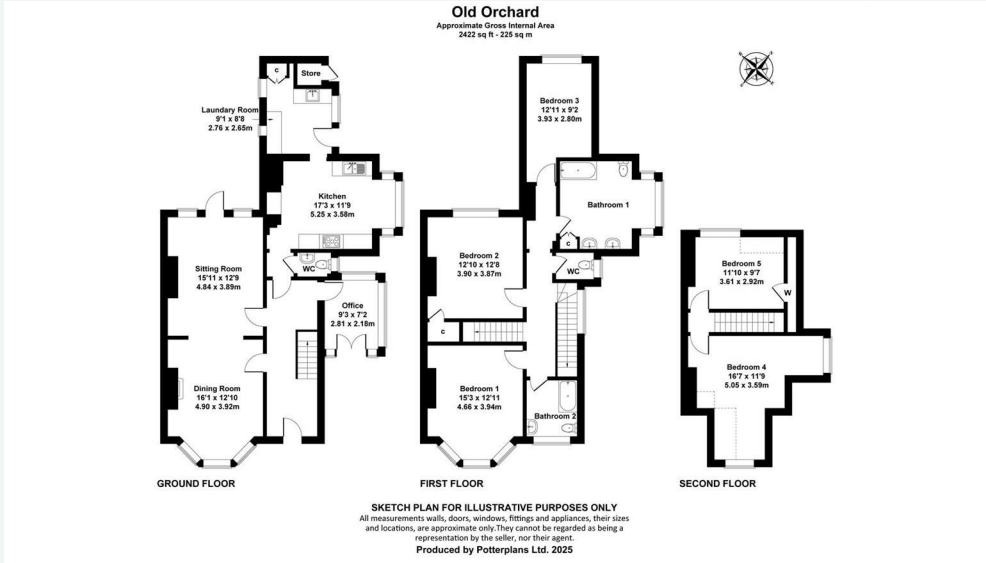 Old Orchard
Approximate Gross Internal Area
2422 sq ft - 225 sq m
C
Store
Laundary Room
9'1 x 8'8
2.76 x 2.65m
Kitchen
17'3 x 11'9
5.25 x 3.58m
Sitting Room
15'11 x 12'9
4.84 x 3.89m
WC
Office
9'3 x 7'2
2.81 x 2.18m
Dining Room
16'1 x 12'10
4.90 x 3.92m
GROUND FLOOR
Bedroom 3
12'11 x 9'2
3.93 x 2.80m
Bathroom 1
C
Bedroom 2
12'10 x 12'8
3.90 x 3.87m
WC
C
Bedroom 1
15'3 x 12'11
4.66 x 3.94m
Bathroom 2
FIRST FLOOR
Bedroom 5
11'10 x 9'7
3.61 x 2.92m
W
Bedroom 4
16'7 x 11'9
5.05 x 3.59m
SECOND FLOOR
SKETCH PLAN FOR ILLUSTRATIVE PURPOSES ONLY
All measurements walls, doors, windows, fittings and appliances, their sizes
and locations, are approximate only.They cannot be regarded as being a
representation by the seller, nor their agent.
Produced by Potterplans Ltd. 2025